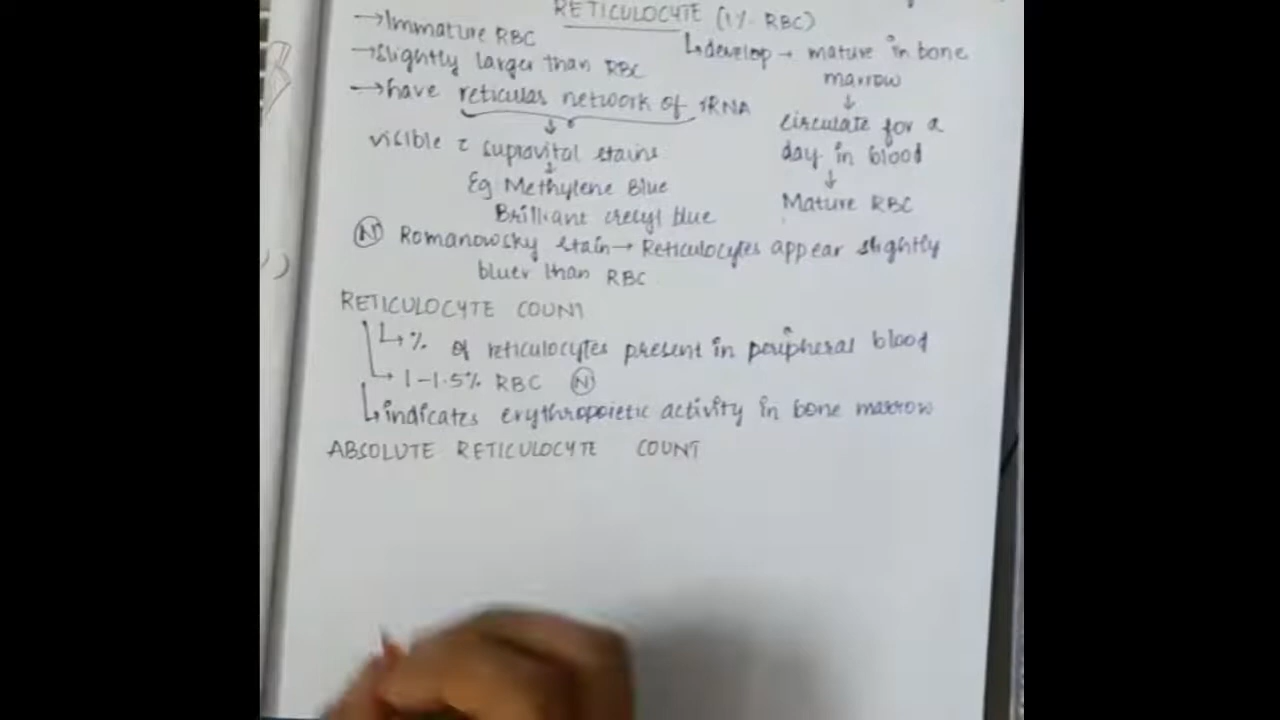 RETICULOCYTE (1% RBC)
→Immature RBC
→Slightly larger than RBC
→have reticular network of rRNA
↓
visible c̄ supravital stains
↓
Eg Methylene Blue
Brilliant cresyl blue
↳develop → mature in bone
marrow
↓
circulate for a
day in blood
↓
Mature RBC
(N) Romanowsky stain→ Reticulocytes appear slightly
bluer than RBC
RETICULOCYTE COUNT
↳% of reticulocytes present in peripheral blood
↳1-1.5% RBC (N)
↳indicates erythropoietic activity in bone marrow
ABSOLUTE RETICULOCYTE COUNT